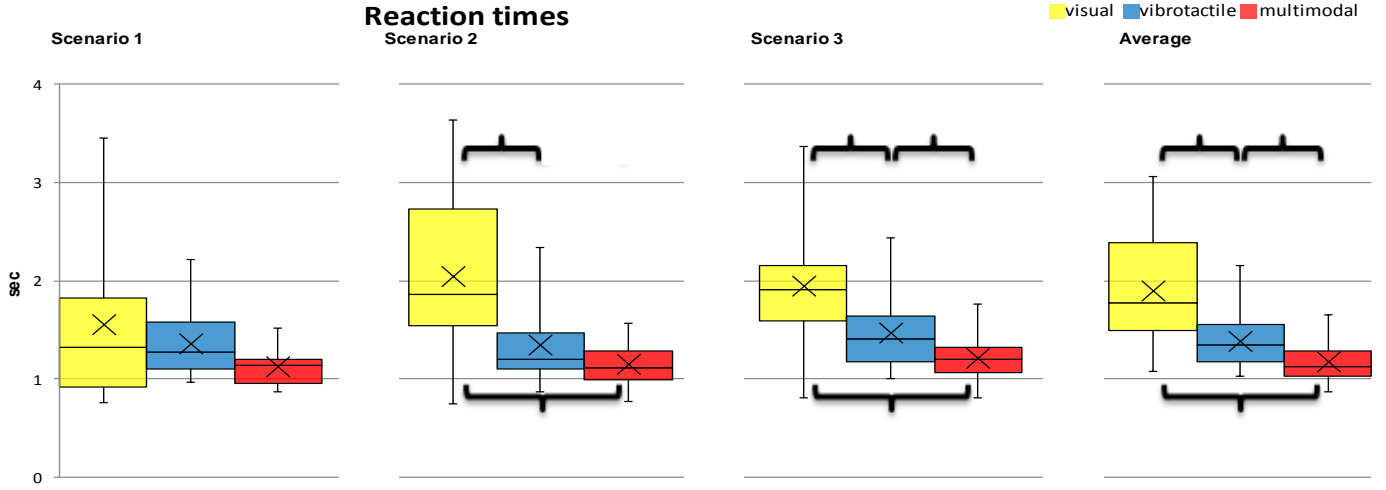 Reaction times
visual vibrotactile multimodal
Scenario 1
Scenario 2
Scenario 3
Average
4
3
2
1
0
sec